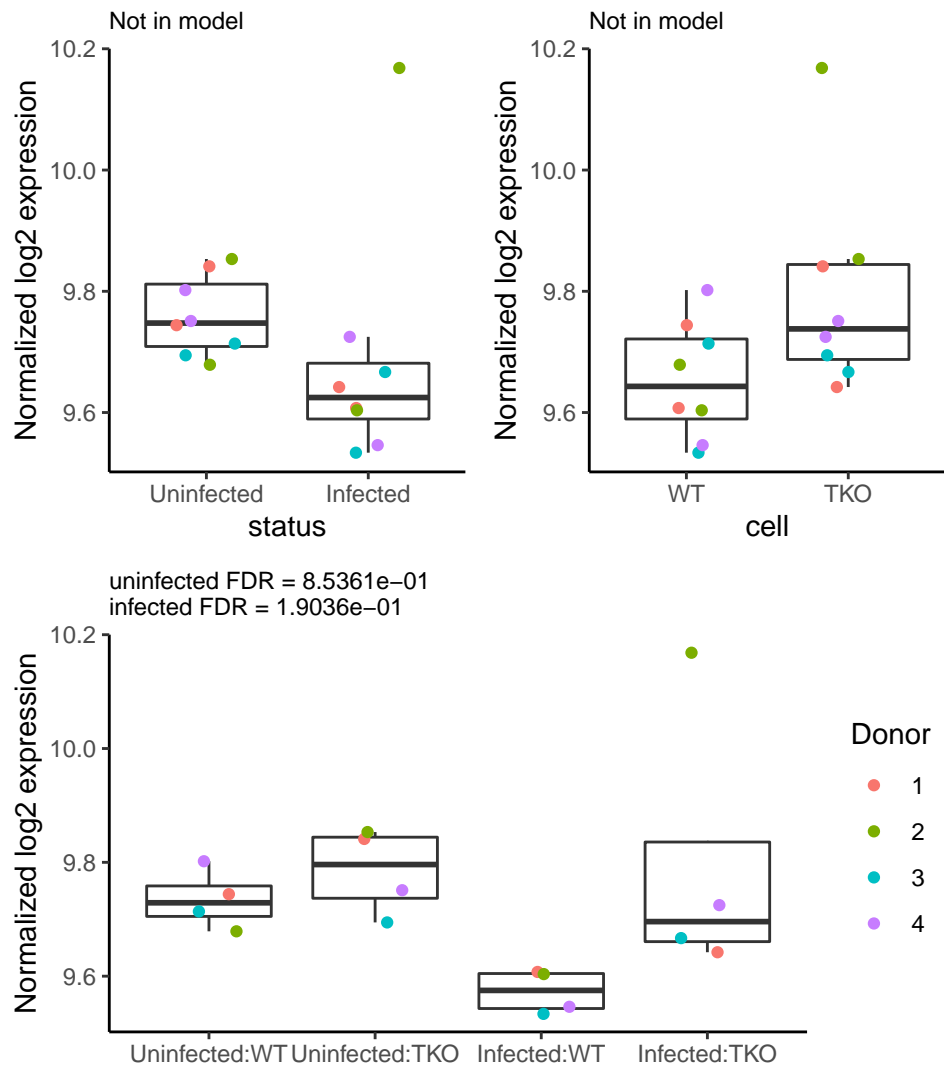 Not in model
Normalized log2 expression
10.2
10.0
9.8
9.6
Uninfected
Infected
status
Not in model
Normalized log2 expression
10.2
10.0
9.8
9.6
WT
TKO
cell
uninfected FDR = 8.5361e−01
infected FDR = 1.9036e−01
Normalized log2 expression
10.2
10.0
9.8
9.6
Uninfected:WT
Uninfected:TKO
Infected:WT
Infected:TKO
Donor
1
2
3
4